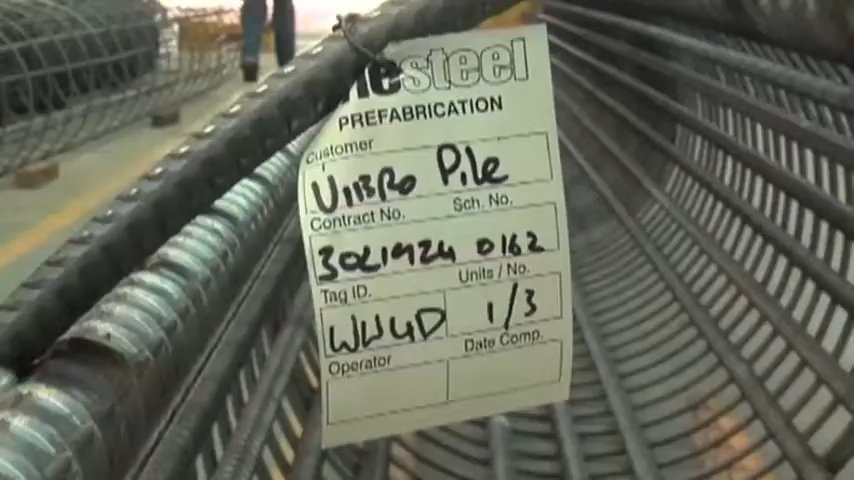 esteel
PREFABRICATION
Customer
VIBRO Pile
Contract No. Sch. No.
3021924 0162
Tag ID. Units / No.
WW4D 1/3
Operator Date Comp.